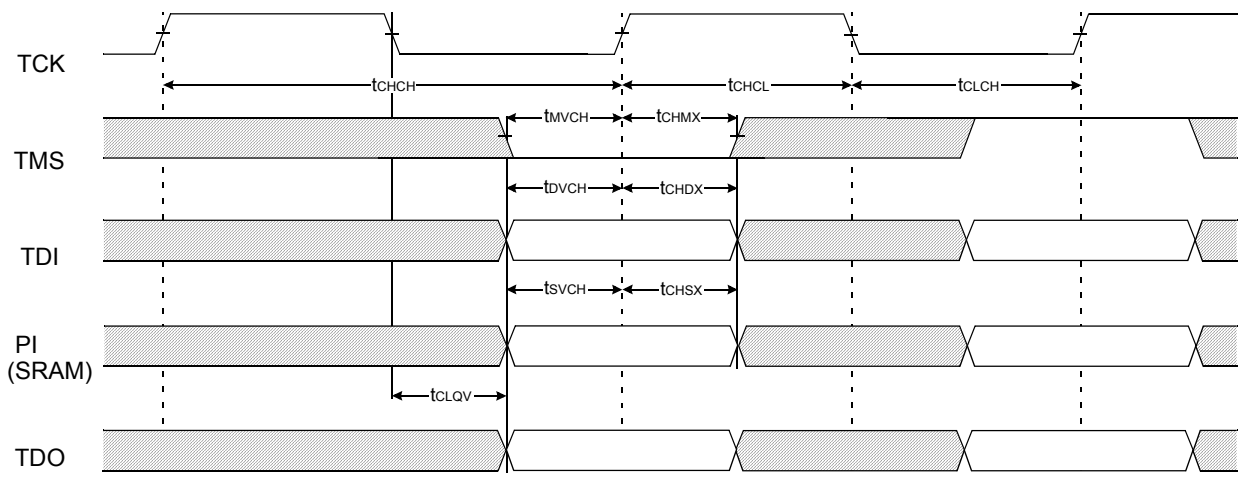 TCK
tCHCH
tCHCL
tCLCH
tMVCH
tCHMX
TMS
tDVCH
tCHDX
TDI
tSVCH
tCHSX
PI
(SRAM)
tCLQV
TDO